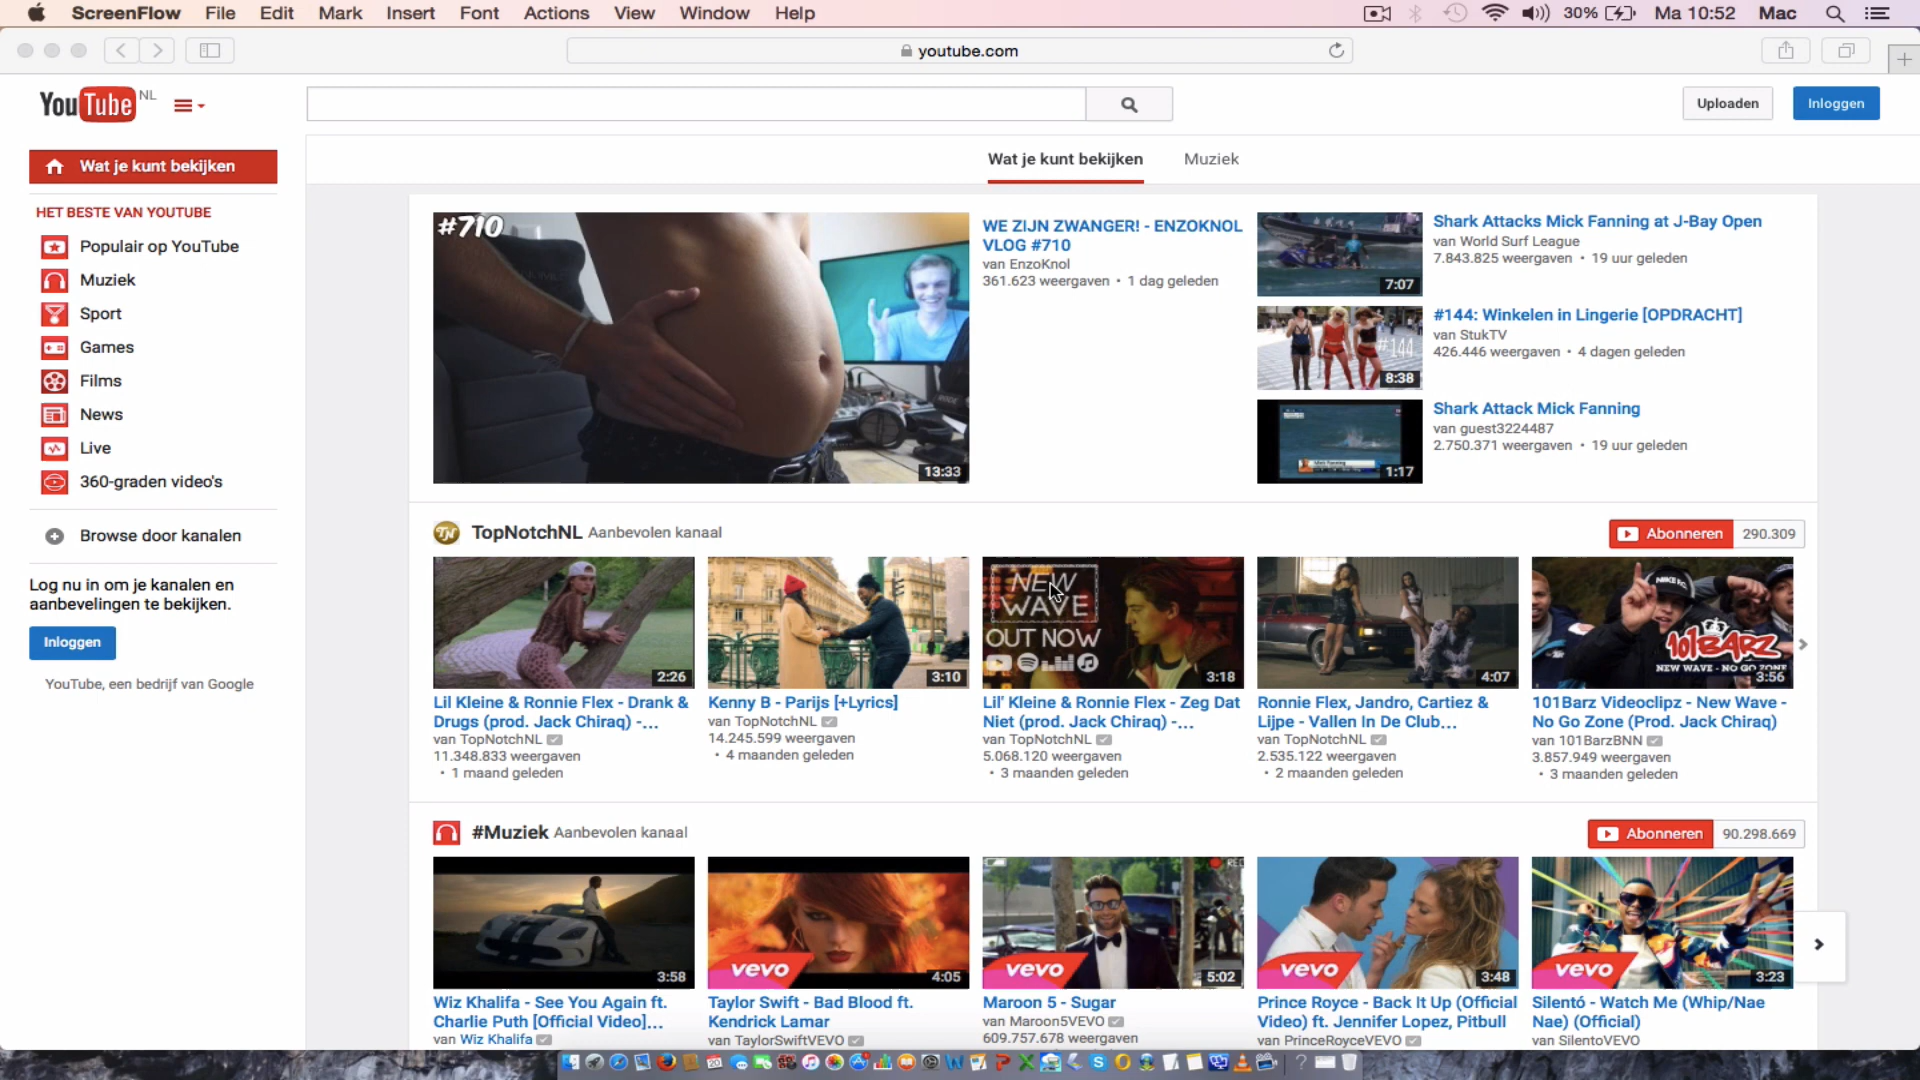 ScreenFlow File Edit Mark Insert Font Actions View Window Help
30% Ma 10:52 Mac
youtube.com
YouTube NL
Uploaden
Inloggen
Wat je kunt bekijken
HET BESTE VAN YOUTUBE
Populair op YouTube
Muziek
Sport
Games
Films
News
Live
360-graden video's
Browse door kanalen
Log nu in om je kanalen en
aanbevelingen te bekijken.
Inloggen
YouTube, een bedrijf van Google
Wat je kunt bekijken Muziek
#710
13:33
WE ZIJN ZWANGER! - ENZOKNOL
VLOG #710
van EnzoKnol
361.623 weergaven • 1 dag geleden
7:07
Shark Attacks Mick Fanning at J-Bay Open
van World Surf League
7.843.825 weergaven • 19 uur geleden
#144
8:38
#144: Winkelen in Lingerie [OPDRACHT]
van StukTV
426.446 weergaven • 4 dagen geleden
1:17
Shark Attack Mick Fanning
van guest3224487
2.750.371 weergaven • 19 uur geleden
TN
TopNotchNL Aanbevolen kanaal
Abonneren 290.309
2:26
Lil Kleine & Ronnie Flex - Drank &
Drugs (prod. Jack Chiraq) -...
van TopNotchNL
11.348.833 weergaven
• 1 maand geleden
3:10
Kenny B - Parijs [+Lyrics]
van TopNotchNL
14.245.599 weergaven
• 4 maanden geleden
NEW
WAVE
OUT NOW
3:18
Lil' Kleine & Ronnie Flex - Zeg Dat
Niet (prod. Jack Chiraq) -...
van TopNotchNL
5.068.120 weergaven
• 3 maanden geleden
4:07
Ronnie Flex, Jandro, Cartiez &
Lijpe - Vallen In De Club...
van TopNotchNL
2.535.122 weergaven
• 2 maanden geleden
101BARZ
NEW WAVE - NO GO ZONE
3:56
101Barz Videoclipz - New Wave -
No Go Zone (Prod. Jack Chiraq)
van 101BarzBNN
3.857.949 weergaven
• 3 maanden geleden
#Muziek Aanbevolen kanaal
Abonneren 90.298.669
3:58
Wiz Khalifa - See You Again ft.
Charlie Puth [Official Video]...
van Wiz Khalifa
vevo
4:05
Taylor Swift - Bad Blood ft.
Kendrick Lamar
van TaylorSwiftVEVO
REC
vevo
5:02
Maroon 5 - Sugar
van Maroon5VEVO
609.757.678 weergaven
vevo
3:48
Prince Royce - Back It Up (Official
Video) ft. Jennifer Lopez, Pitbull
van PrinceRoyceVEVO
vevo
3:23
Silentó - Watch Me (Whip/Nae
Nae) (Official)
van SilentoVEVO